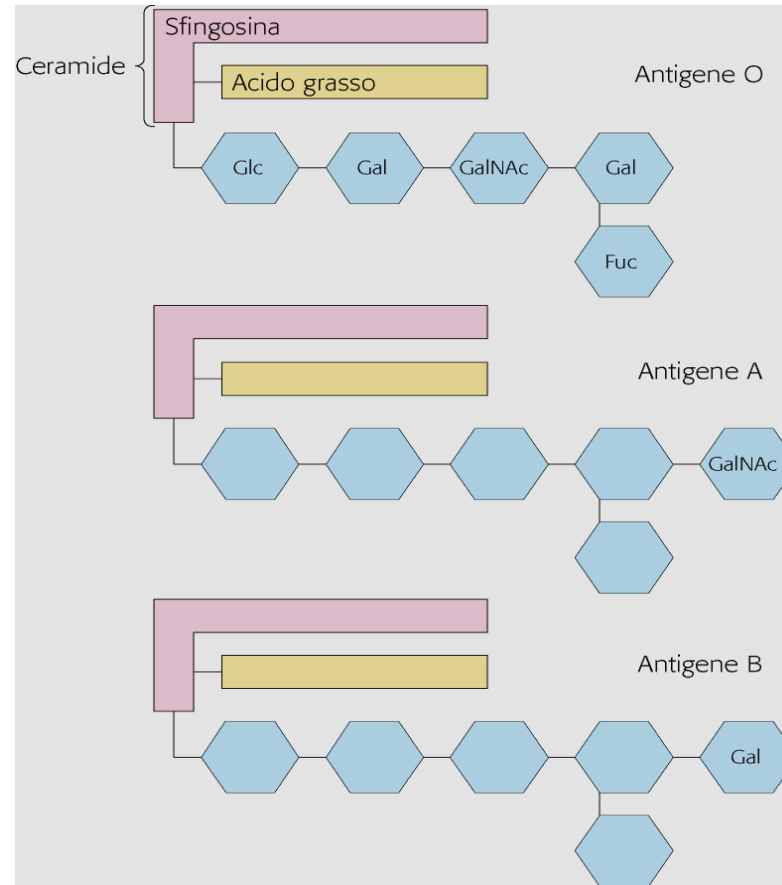 Sfingosina
Ceramide
Acido grasso
Antigene O
Glc
Gal
GalNAc
Gal
Fuc
Antigene A
GalNAc
Antigene B
Gal